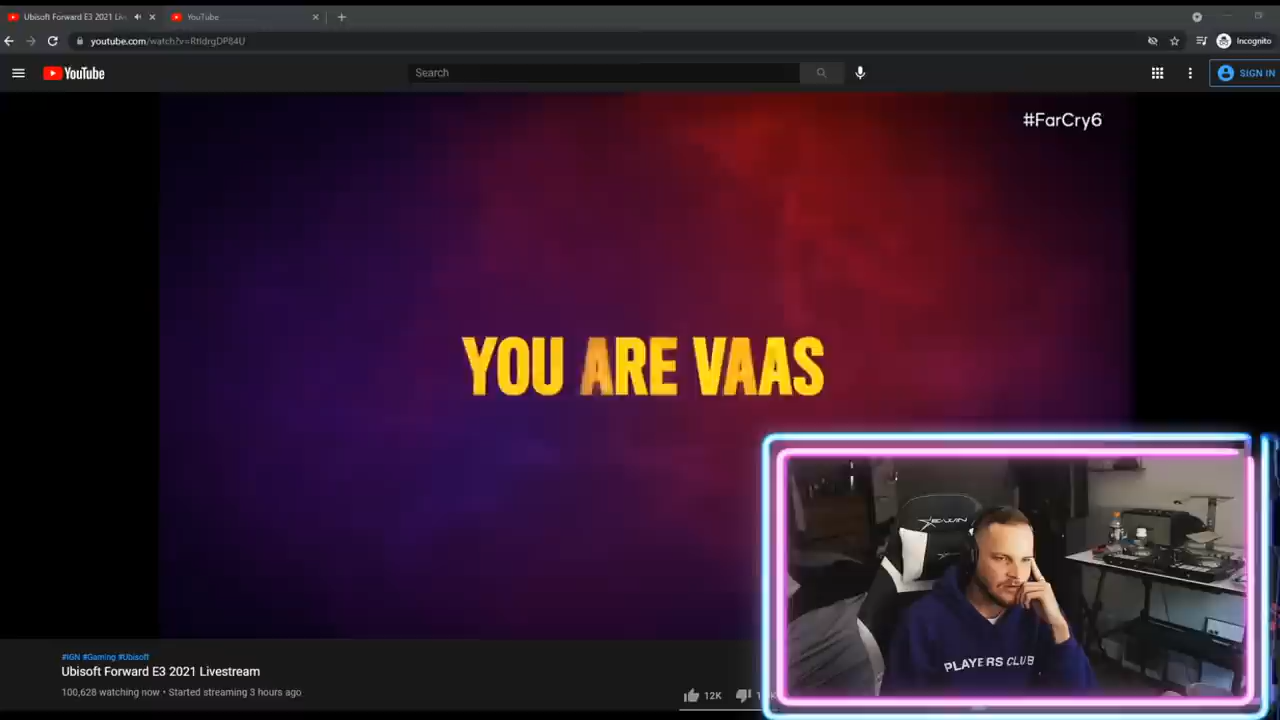 Ubisoft Forward E3 2021 Liv
YouTube
youtube.com/watch?v=RtIdrgDP84U
Incognito
YouTube
Search
SIGN IN
#FarCry6
YOU ARE VAAS
PLAYERS CLUB
#IGN #Gaming #Ubisoft
Ubisoft Forward E3 2021 Livestream
100,628 watching now • Started streaming 3 hours ago
12K